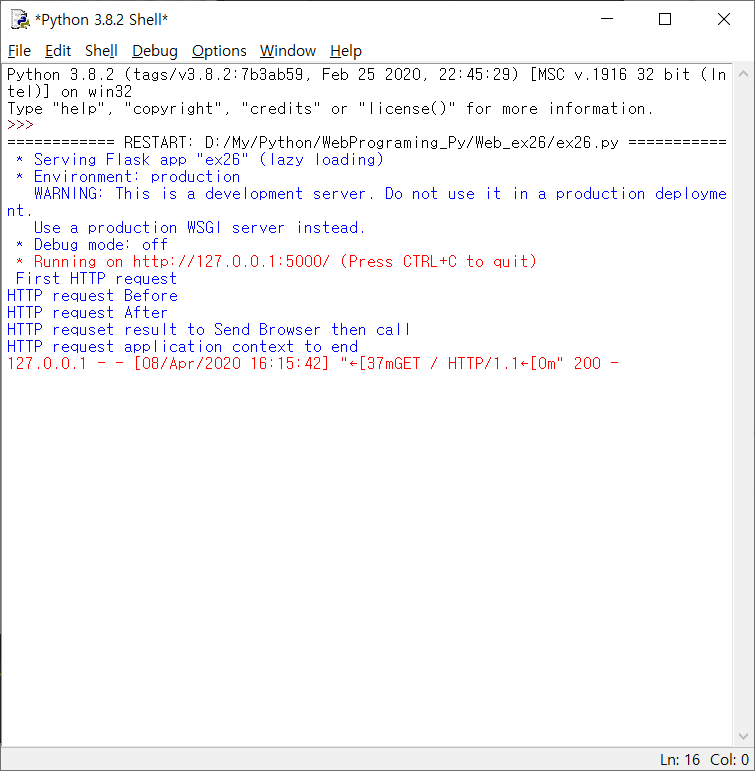 *Python 3.8.2 Shell*
File Edit Shell Debug Options Window Help
Python 3.8.2 (tags/v3.8.2:7b3ab59, Feb 25 2020, 22:45:29) [MSC v.1916 32 bit (In
tel)] on win32
Type "help", "copyright", "credits" or "license()" for more information.
>>>
============ RESTART: D:/My/Python/WebPrograming_Py/Web_ex26/ex26.py ===========
 * Serving Flask app "ex26" (lazy loading)
 * Environment: production
   WARNING: This is a development server. Do not use it in a production deployme
nt.
   Use a production WSGI server instead.
 * Debug mode: off
 * Running on http://127.0.0.1:5000/ (Press CTRL+C to quit)
 First HTTP request
HTTP request Before
HTTP request After
HTTP requset result to Send Browser then call
HTTP request application context to end
127.0.0.1 - - [08/Apr/2020 16:15:42] "←[37mGET / HTTP/1.1←[0m" 200 -
Ln: 16 Col: 0